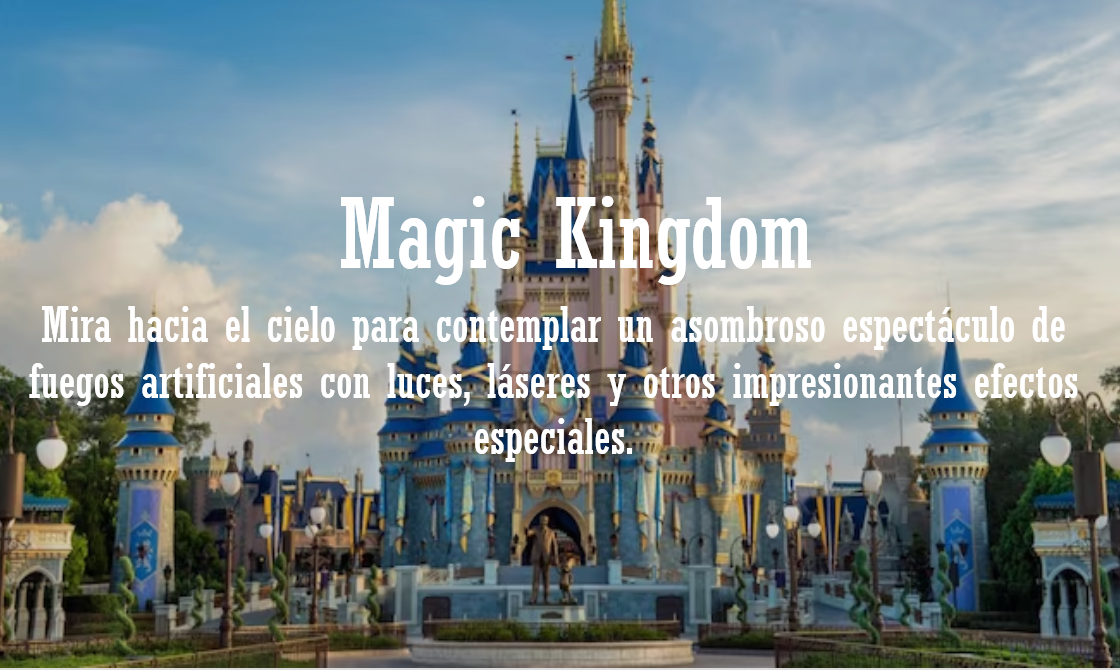 Magic Kingdom
Mira hacia el cielo para contemplar un asombroso espectáculo de
fuegos artificiales con luces, láseres y otros impresionantes efectos
especiales.